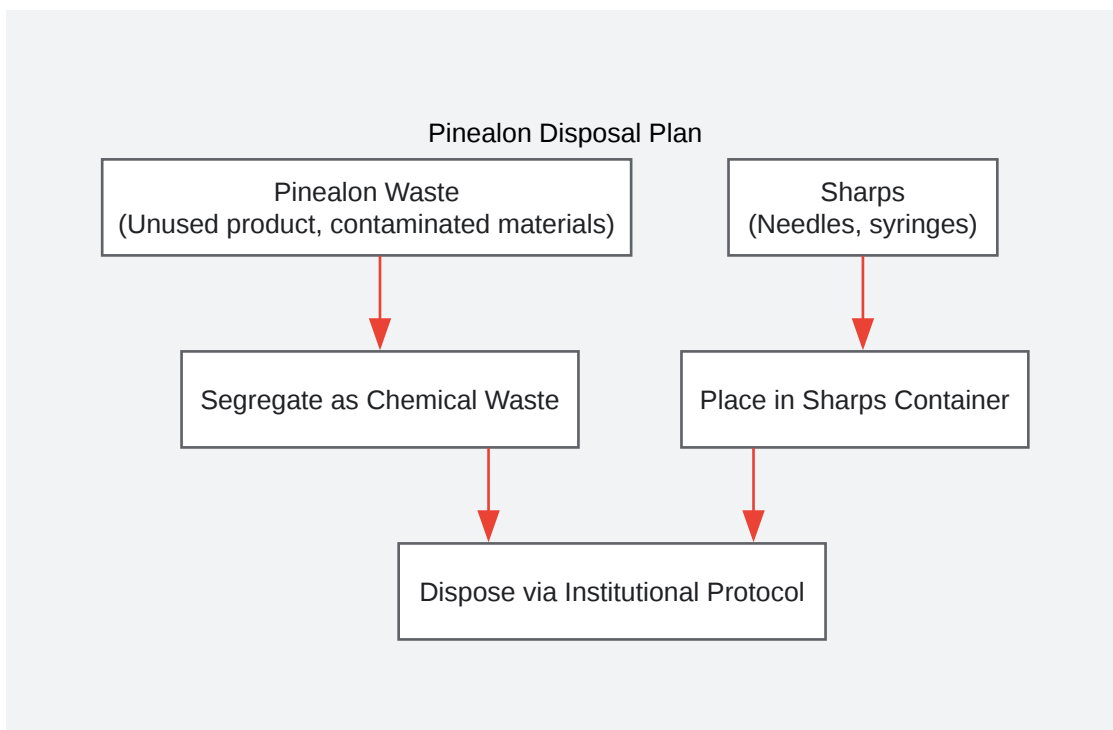 Pinealon Disposal Plan
Pinealon Waste
(Unused product, contaminated materials)
Sharps
(Needles, syringes)
Segregate as Chemical Waste
Place in Sharps Container
Dispose via Institutional Protocol